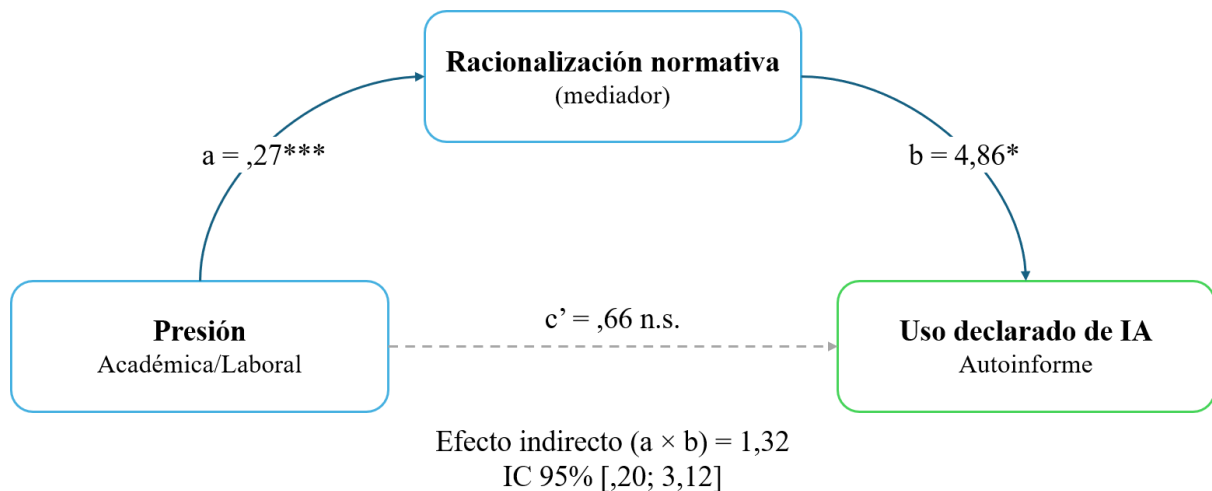 Racionalización normativa
(mediador)
a = ,27***
b = 4,86*
Presión
Académica/Laboral
c’ = ,66 n.s.
Uso declarado de IA
Autoinforme
Efecto indirecto (a × b) = 1,32
IC 95% [,20; 3,12]